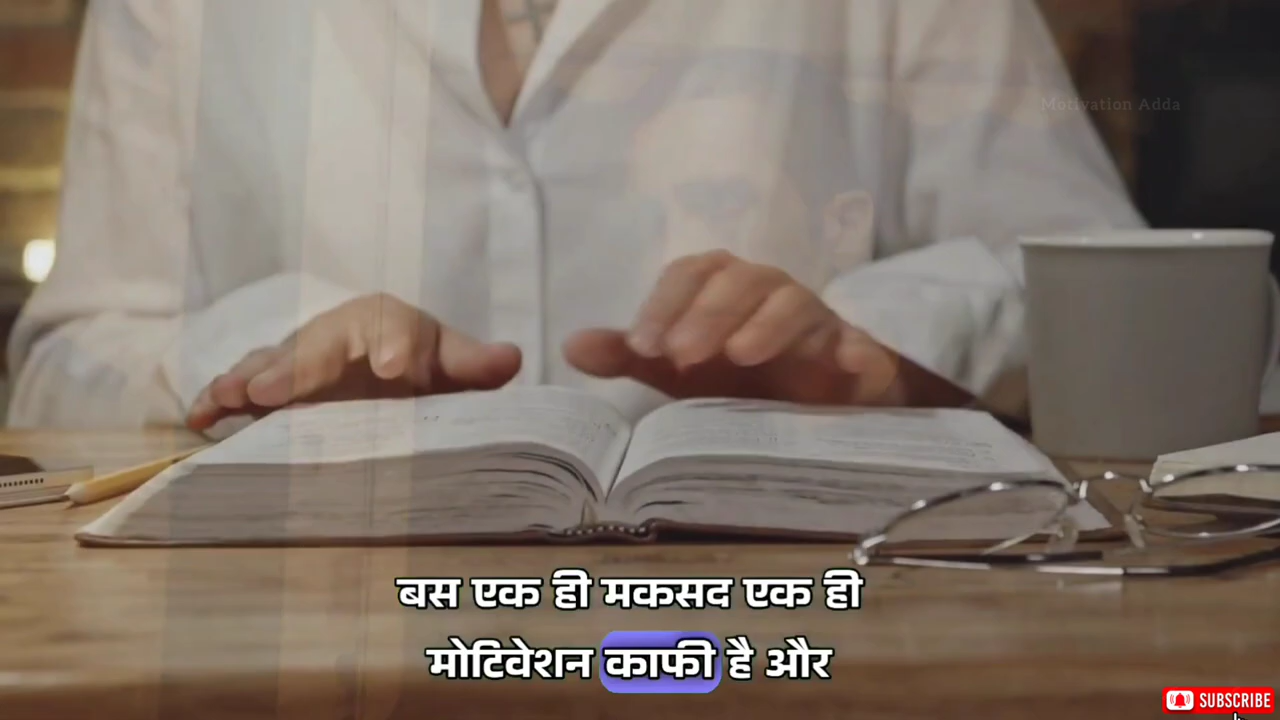 Motivation Adda
बस एक ही मकसद एक ही
मोटिवेशन काफी है और
SUBSCRIBE